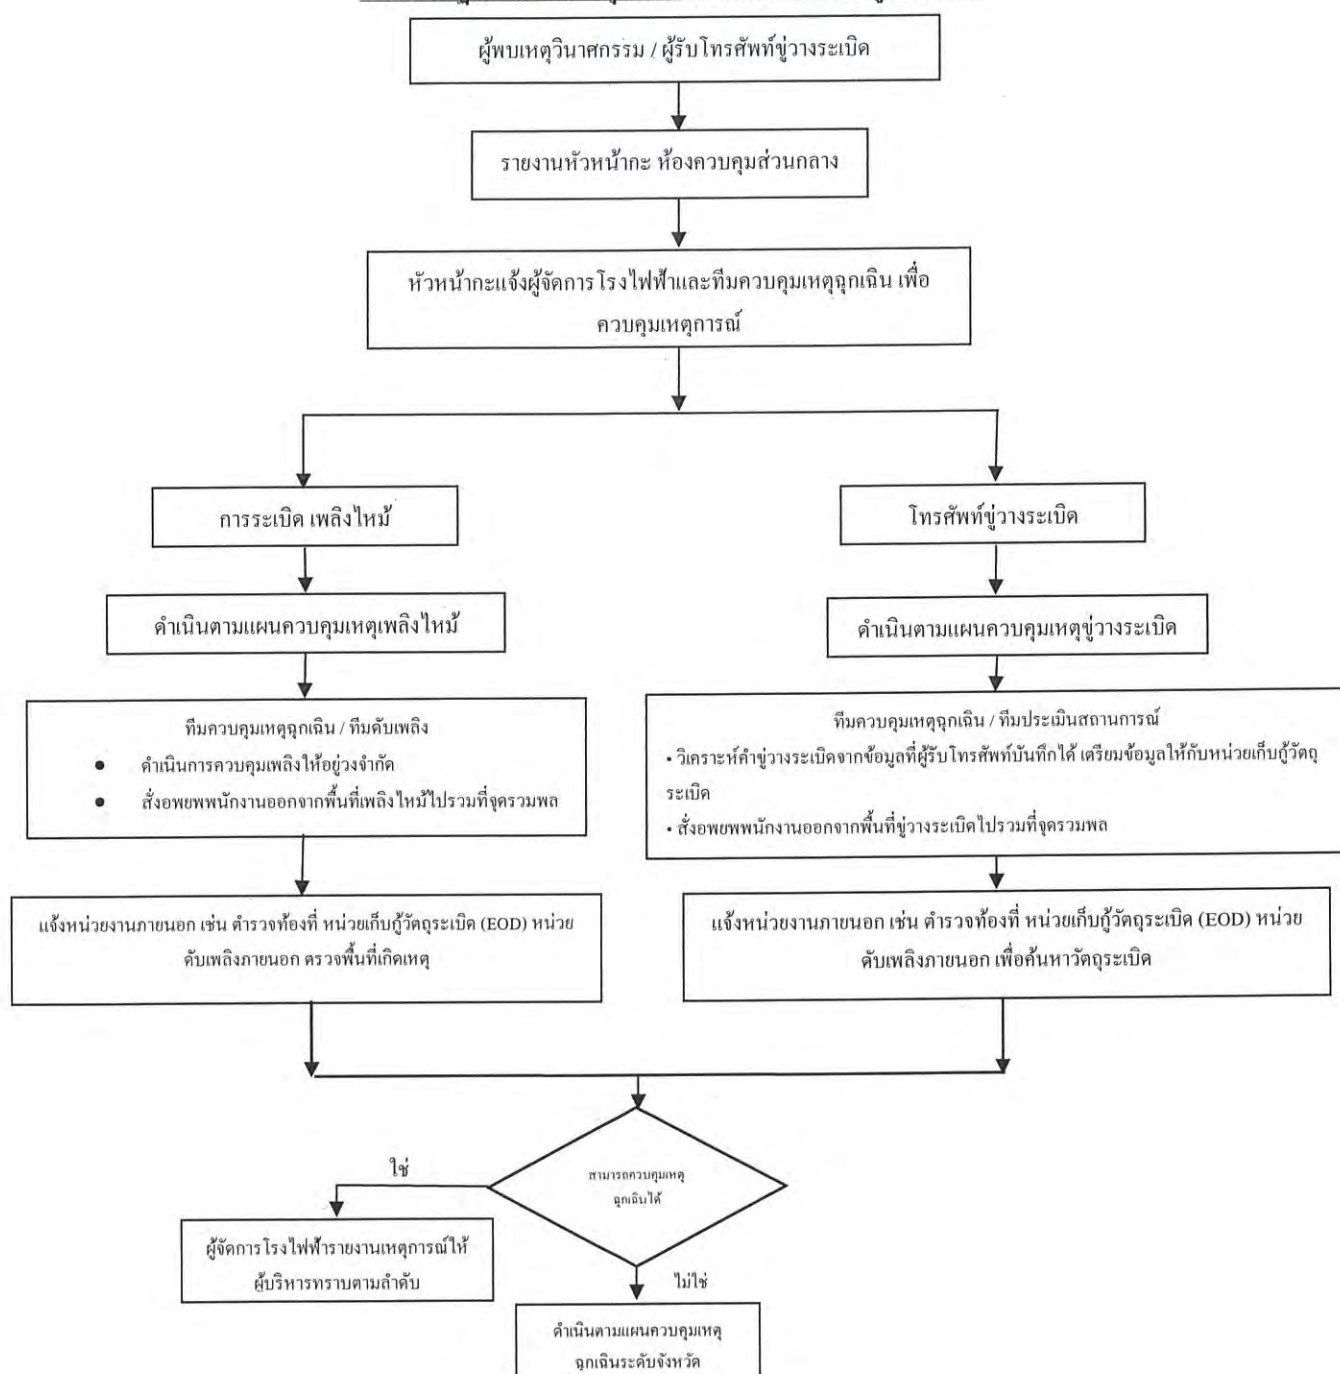 ผู้พบเหตุวินาศกรรม / ผู้รับโทรศัพท์ขู่วางระเบิด
รายงานหัวหน้ากะ ห้องควบคุมส่วนกลาง
หัวหน้ากะแจ้งผู้จัดการโรงไฟฟ้าและทีมควบคุมเหตุฉุกเฉิน เพื่อ
ควบคุมเหตุการณ์
การระเบิด เพลิงไหม้
โทรศัพท์ขู่วางระเบิด
ดำเนินตามแผนควบคุมเหตุเพลิงไหม้
ดำเนินตามแผนควบคุมเหตุขู่วางระเบิด
ทีมควบคุมเหตุฉุกเฉิน / ทีมดับเพลิง
● ดำเนินการควบคุมเพลิงให้อยู่วงจำกัด
● สั่งอพยพพนักงานออกจากพื้นที่เพลิงไหม้ไปรวมที่จุดรวมพล
ทีมควบคุมเหตุฉุกเฉิน / ทีมประเมินสถานการณ์
• วิเคราะห์คำขู่วางระเบิดจากข้อมูลที่ผู้รับโทรศัพท์บันทึกได้ เตรียมข้อมูลให้กับหน่วยเก็บกู้วัตถุ
ระเบิด
• สั่งอพยพพนักงานออกจากพื้นที่ขู่วางระเบิดไปรวมที่จุดรวมพล
แจ้งหน่วยงานภายนอก เช่น ตำรวจท้องที่ หน่วยเก็บกู้วัตถุระเบิด (EOD) หน่วย
ดับเพลิงภายนอก ตรวจพื้นที่เกิดเหตุ
แจ้งหน่วยงานภายนอก เช่น ตำรวจท้องที่ หน่วยเก็บกู้วัตถุระเบิด (EOD) หน่วย
ดับเพลิงภายนอก เพื่อค้นหาวัตถุระเบิด
สามารถควบคุมเหตุ
ฉุกเฉินได้
ใช่
ผู้จัดการโรงไฟฟ้ารายงานเหตุการณ์ให้
ผู้บริหารทราบตามลำดับ
ไม่ใช่
ดำเนินตามแผนควบคุมเหตุ
ฉุกเฉินระดับจังหวัด